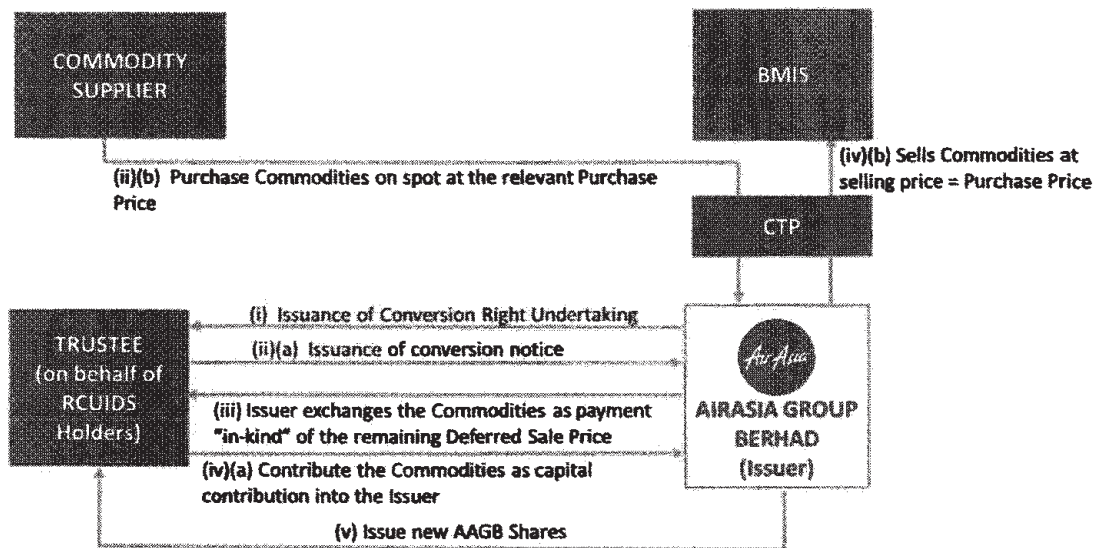 COMMODITY
SUPPLIER
BMIS
(ii)(b) Purchase Commodities on spot at the relevant Purchase
Price
(iv)(b) Sells Commodities at
selling price = Purchase Price
CTP
(i) Issuance of Conversion Right Undertaking
(ii)(a) Issuance of conversion notice
(iii) Issuer exchanges the Commodities as payment
"in-kind" of the remaining Deferred Sale Price
(iv)(a) Contribute the Commodities as capital
contribution into the Issuer
(v) Issue new AAGB Shares
TRUSTEE
(on behalf of
RCUIDS
Holders)
AirAsia
AIRASIA GROUP
BERHAD
(Issuer)